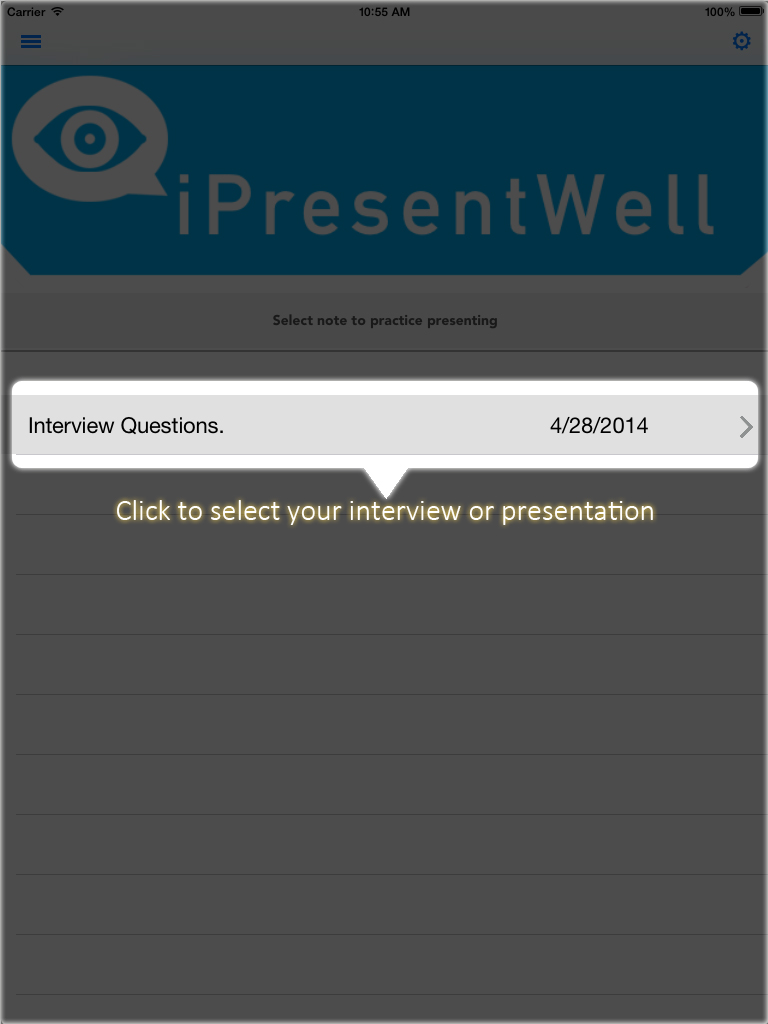 Carrier 10:55 AM 100%
iPresentWell
Select note to practice presenting
Interview Questions. 4/28/2014
Click to select your interview or presentation